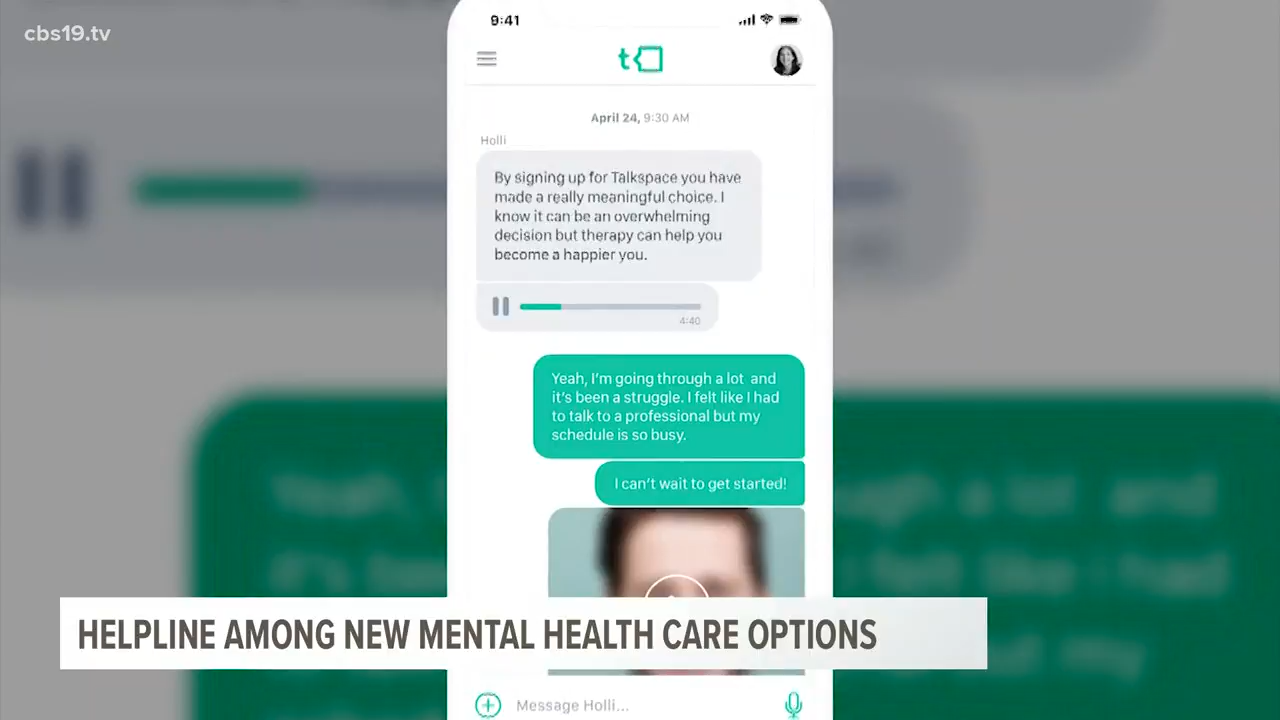 cbs19.tv
9:41
t
April 24, 9:30 AM
Holli
By signing up for Talkspace you have
made a really meaningful choice. I
know it can be an overwhelming
decision but therapy can help you
become a happier you.
4:40
Yeah, I'm going through a lot and
it's been a struggle. I felt like I had
to talk to a professional but my
schedule is so busy.
I can't wait to get started!
HELPLINE AMONG NEW MENTAL HEALTH CARE OPTIONS
Message Holli...